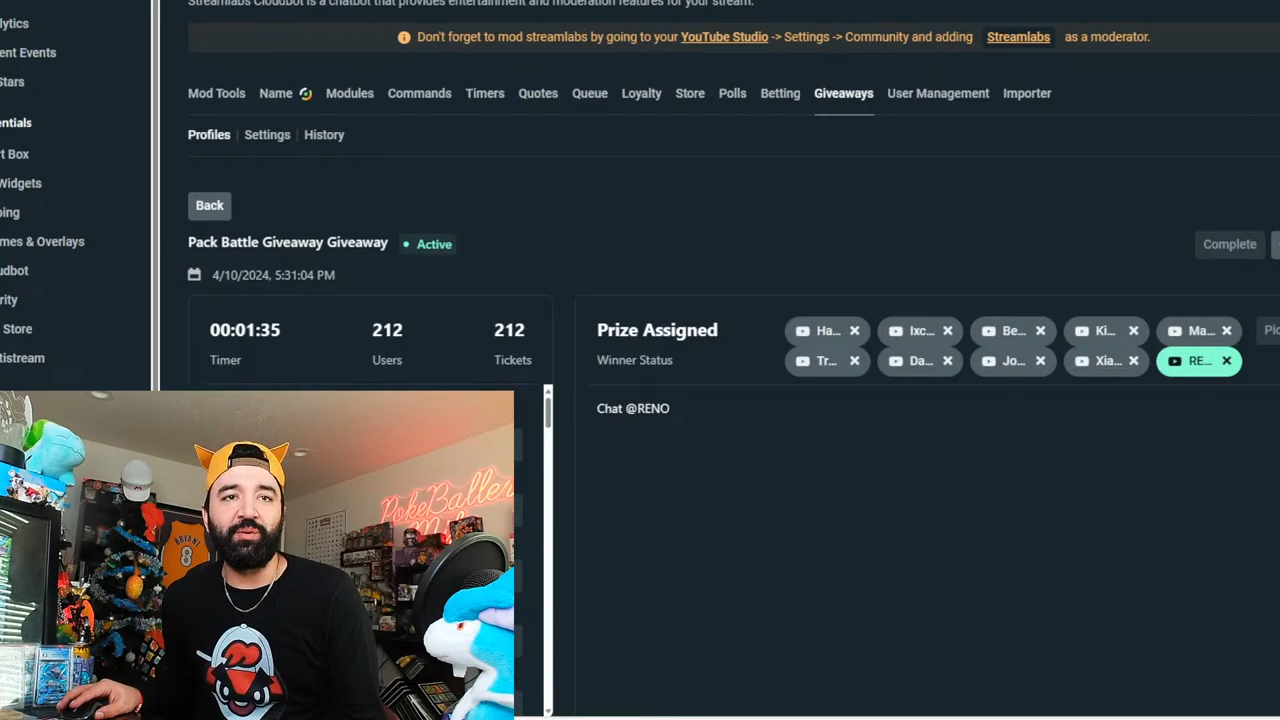 Streamlabs Cloudbot is a chatbot that provides entertainment and moderation features for your stream.
lytics
Don't forget to mod streamlabs by going to your YouTube Studio -> Settings -> Community and adding Streamlabs as a moderator.
ent Events
Stars
Mod Tools Name Modules Commands Timers Quotes Queue Loyalty Store Polls Betting Giveaways User Management Importer
entials
Profiles | Settings | History
t Box
Widgets
ping
Back
mes & Overlays
Pack Battle Giveaway Giveaway • Active
Complete
udbot
4/10/2024, 5:31:04 PM
rity
Store
tistream
00:01:35 212 212
Timer Users Tickets
Prize Assigned
Winner Status
Ha... Ixc... Be... Ki... Ma...
Tr... Da... Jo... Xia... RE...
Pic
Chat @RENO
PokeBaller
BRYANT
8